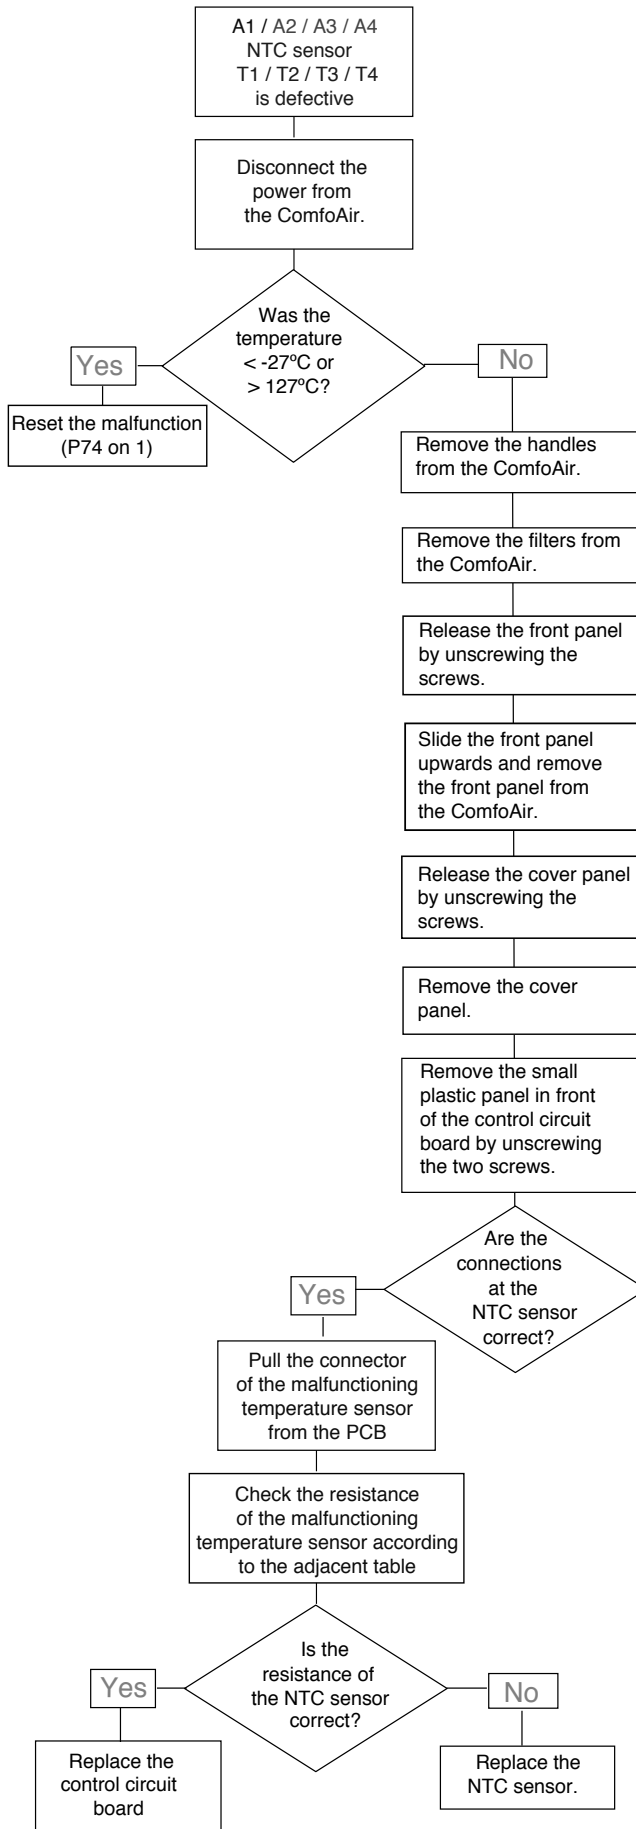 A1 / A2 / A3 / A4
NTC sensor
T1 / T2 / T3 / T4
is defective
Disconnect the
power from
the ComfoAir.
Was the
temperature
< -27ºC or
> 127ºC?
Yes
No
Reset the malfunction
(P74 on 1)
Remove the handles
from the ComfoAir.
Remove the filters from
the ComfoAir.
Release the front panel
by unscrewing the
screws.
Slide the front panel
upwards and remove
the front panel from
the ComfoAir.
Release the cover panel
by unscrewing the
screws.
Remove the cover
panel.
Remove the small
plastic panel in front
of the control circuit
board by unscrewing
the two screws.
Are the
connections
at the
NTC sensor
correct?
Yes
Pull the connector
of the malfunctioning
temperature sensor
from the PCB
Check the resistance
of the malfunctioning
temperature sensor according
to the adjacent table
Is the
resistance of
the NTC sensor
correct?
Yes
No
Replace the
control circuit
board
Replace the
NTC sensor.